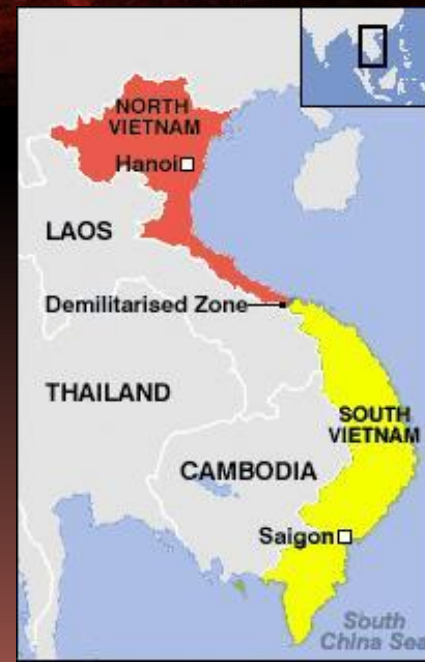 NORTH
VIETNAM
Hanoi
LAOS
Demilitarised Zone
THAILAND
SOUTH
VIETNAM
CAMBODIA
Saigon
South
China Sea